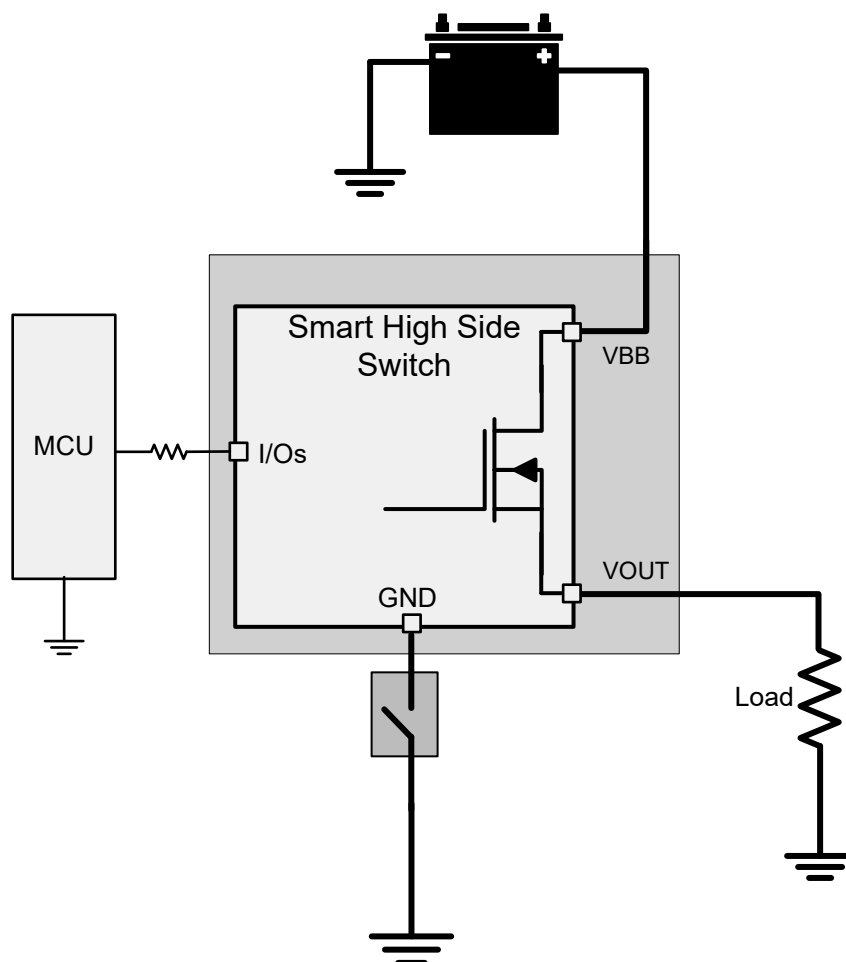 − +
Smart High Side
Switch
VBB
MCU
I/Os
VOUT
GND
Load